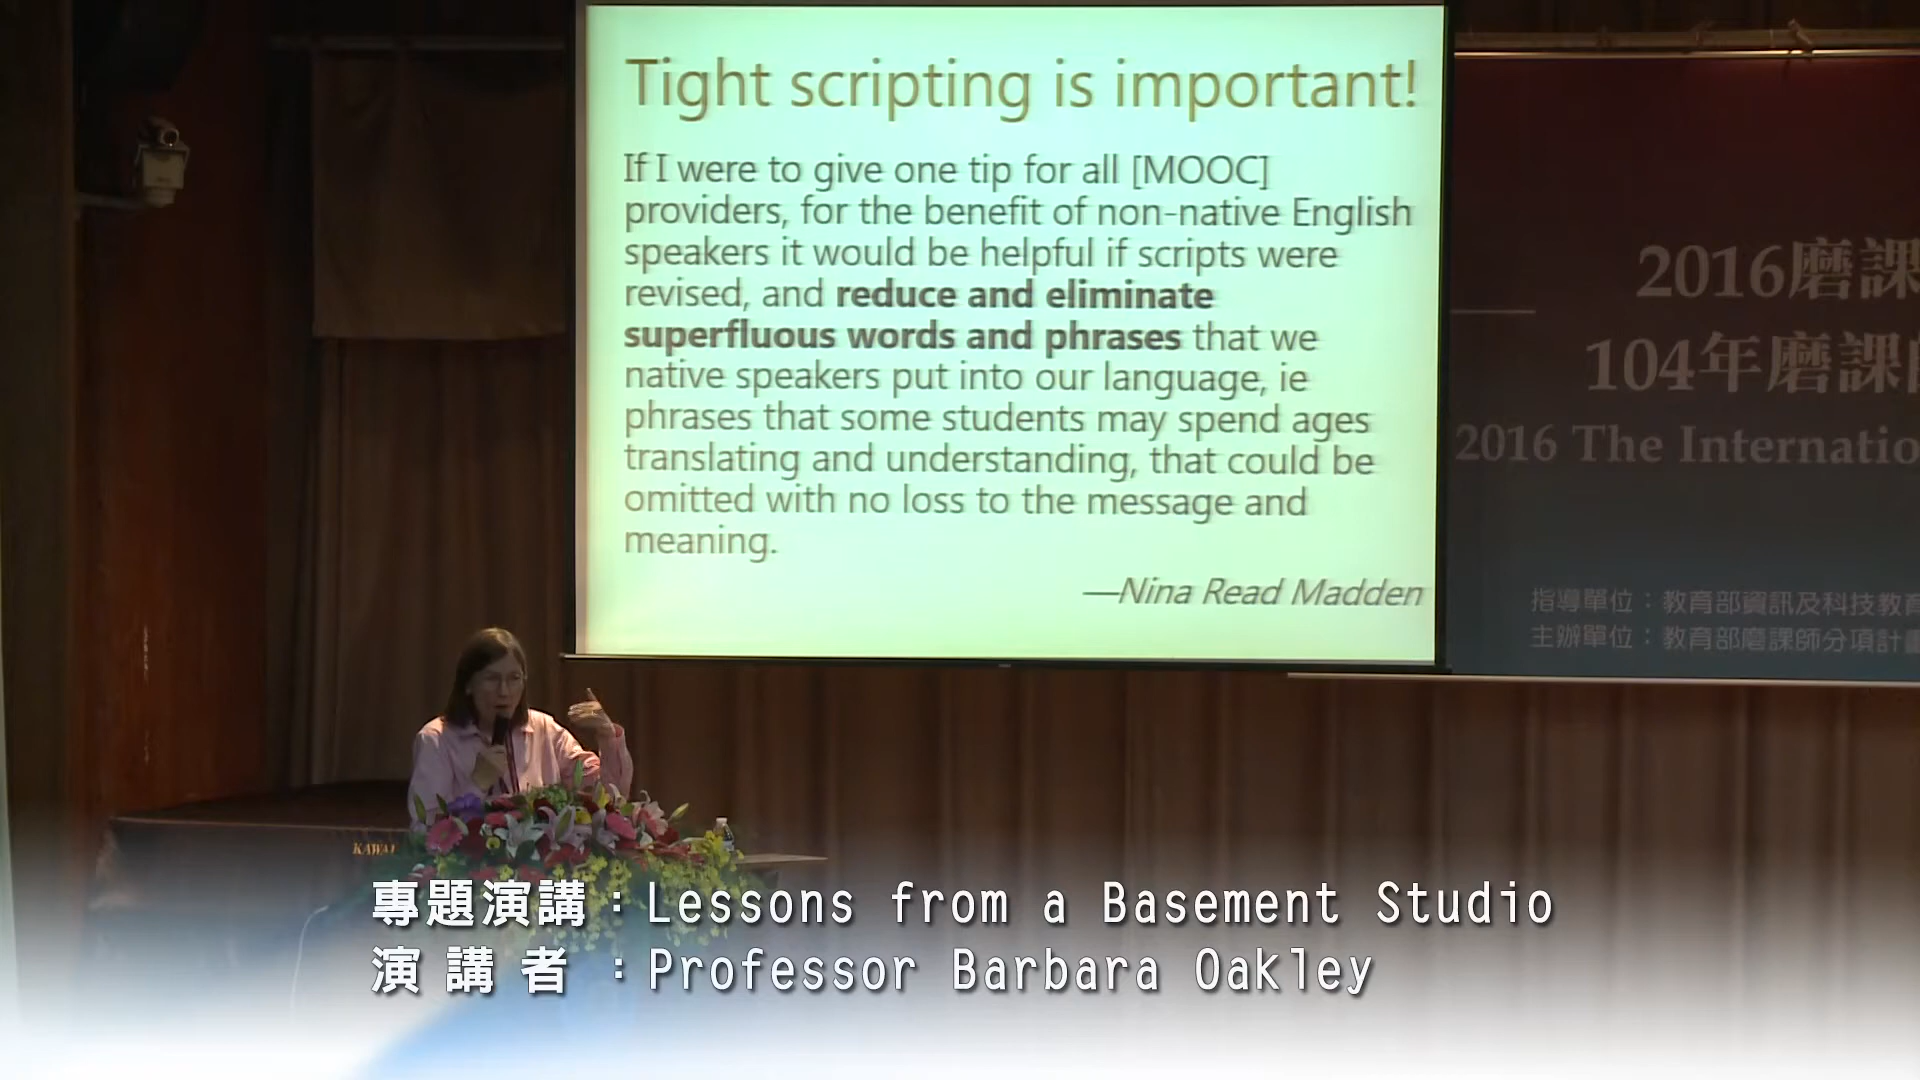 Tight scripting is important!
If I were to give one tip for all [MOOC]
providers, for the benefit of non-native English
speakers it would be helpful if scripts were
revised, and reduce and eliminate
superfluous words and phrases that we
native speakers put into our language, ie
phrases that some students may spend ages
translating and understanding, that could be
omitted with no loss to the message and
meaning.
—Nina Read Madden
2016磨課
104年磨課師
2016 The Internatio
指導單位：教育部資訊及科技教育
主辦單位：教育部磨課師分項計畫
KAWAI
專題演講：Lessons from a Basement Studio
演講者：Professor Barbara Oakley